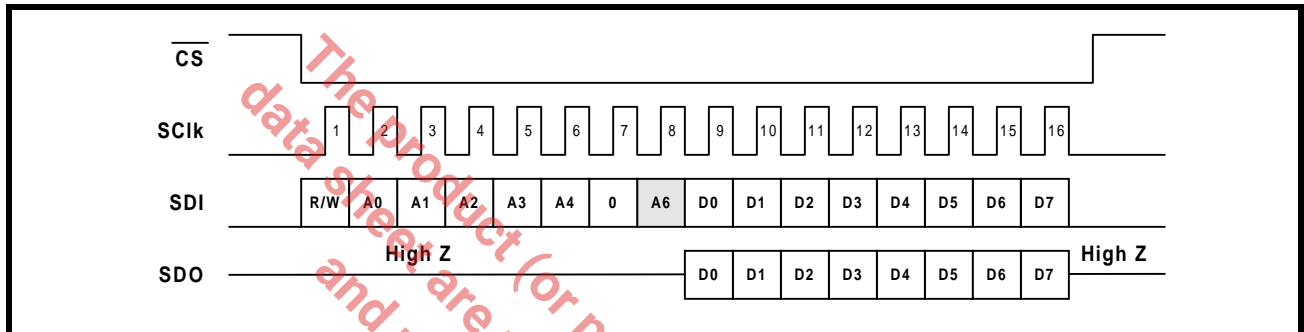 CS
SClk 1 2 3 4 5 6 7 8 9 10 11 12 13 14 15 16
SDI R/W A0 A1 A2 A3 A4 0 A6 D0 D1 D2 D3 D4 D5 D6 D7
High Z High Z
SDO D0 D1 D2 D3 D4 D5 D6 D7
The product (or p
data sheet are
and